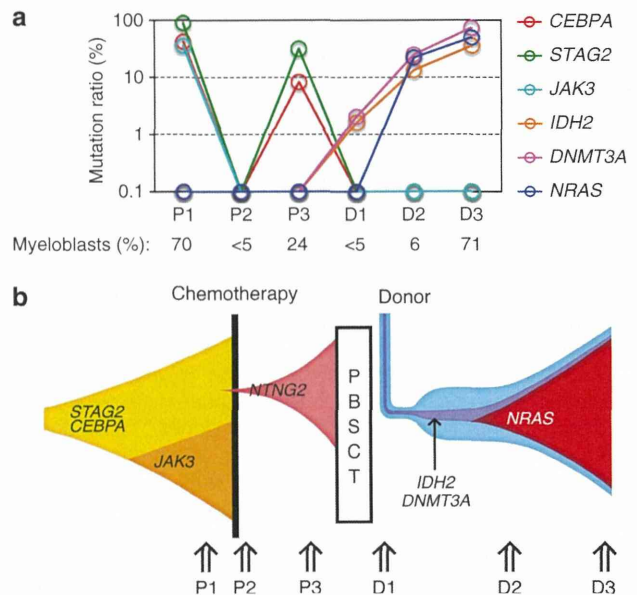 a
Mutation ratio (%)
100
10
1
0.1
P1 P2 P3 D1 D2 D3
Myeloblasts (%): 70 <5 24 <5 6 71
CEBPA
STAG2
JAK3
IDH2
DNMT3A
NRAS
b
Chemotherapy Donor
STAG2
CEBPA
JAK3
NTNG2
P
B
S
C
T
NRAS
IDH2
DNMT3A
P1 P2 P3 D1 D2 D3